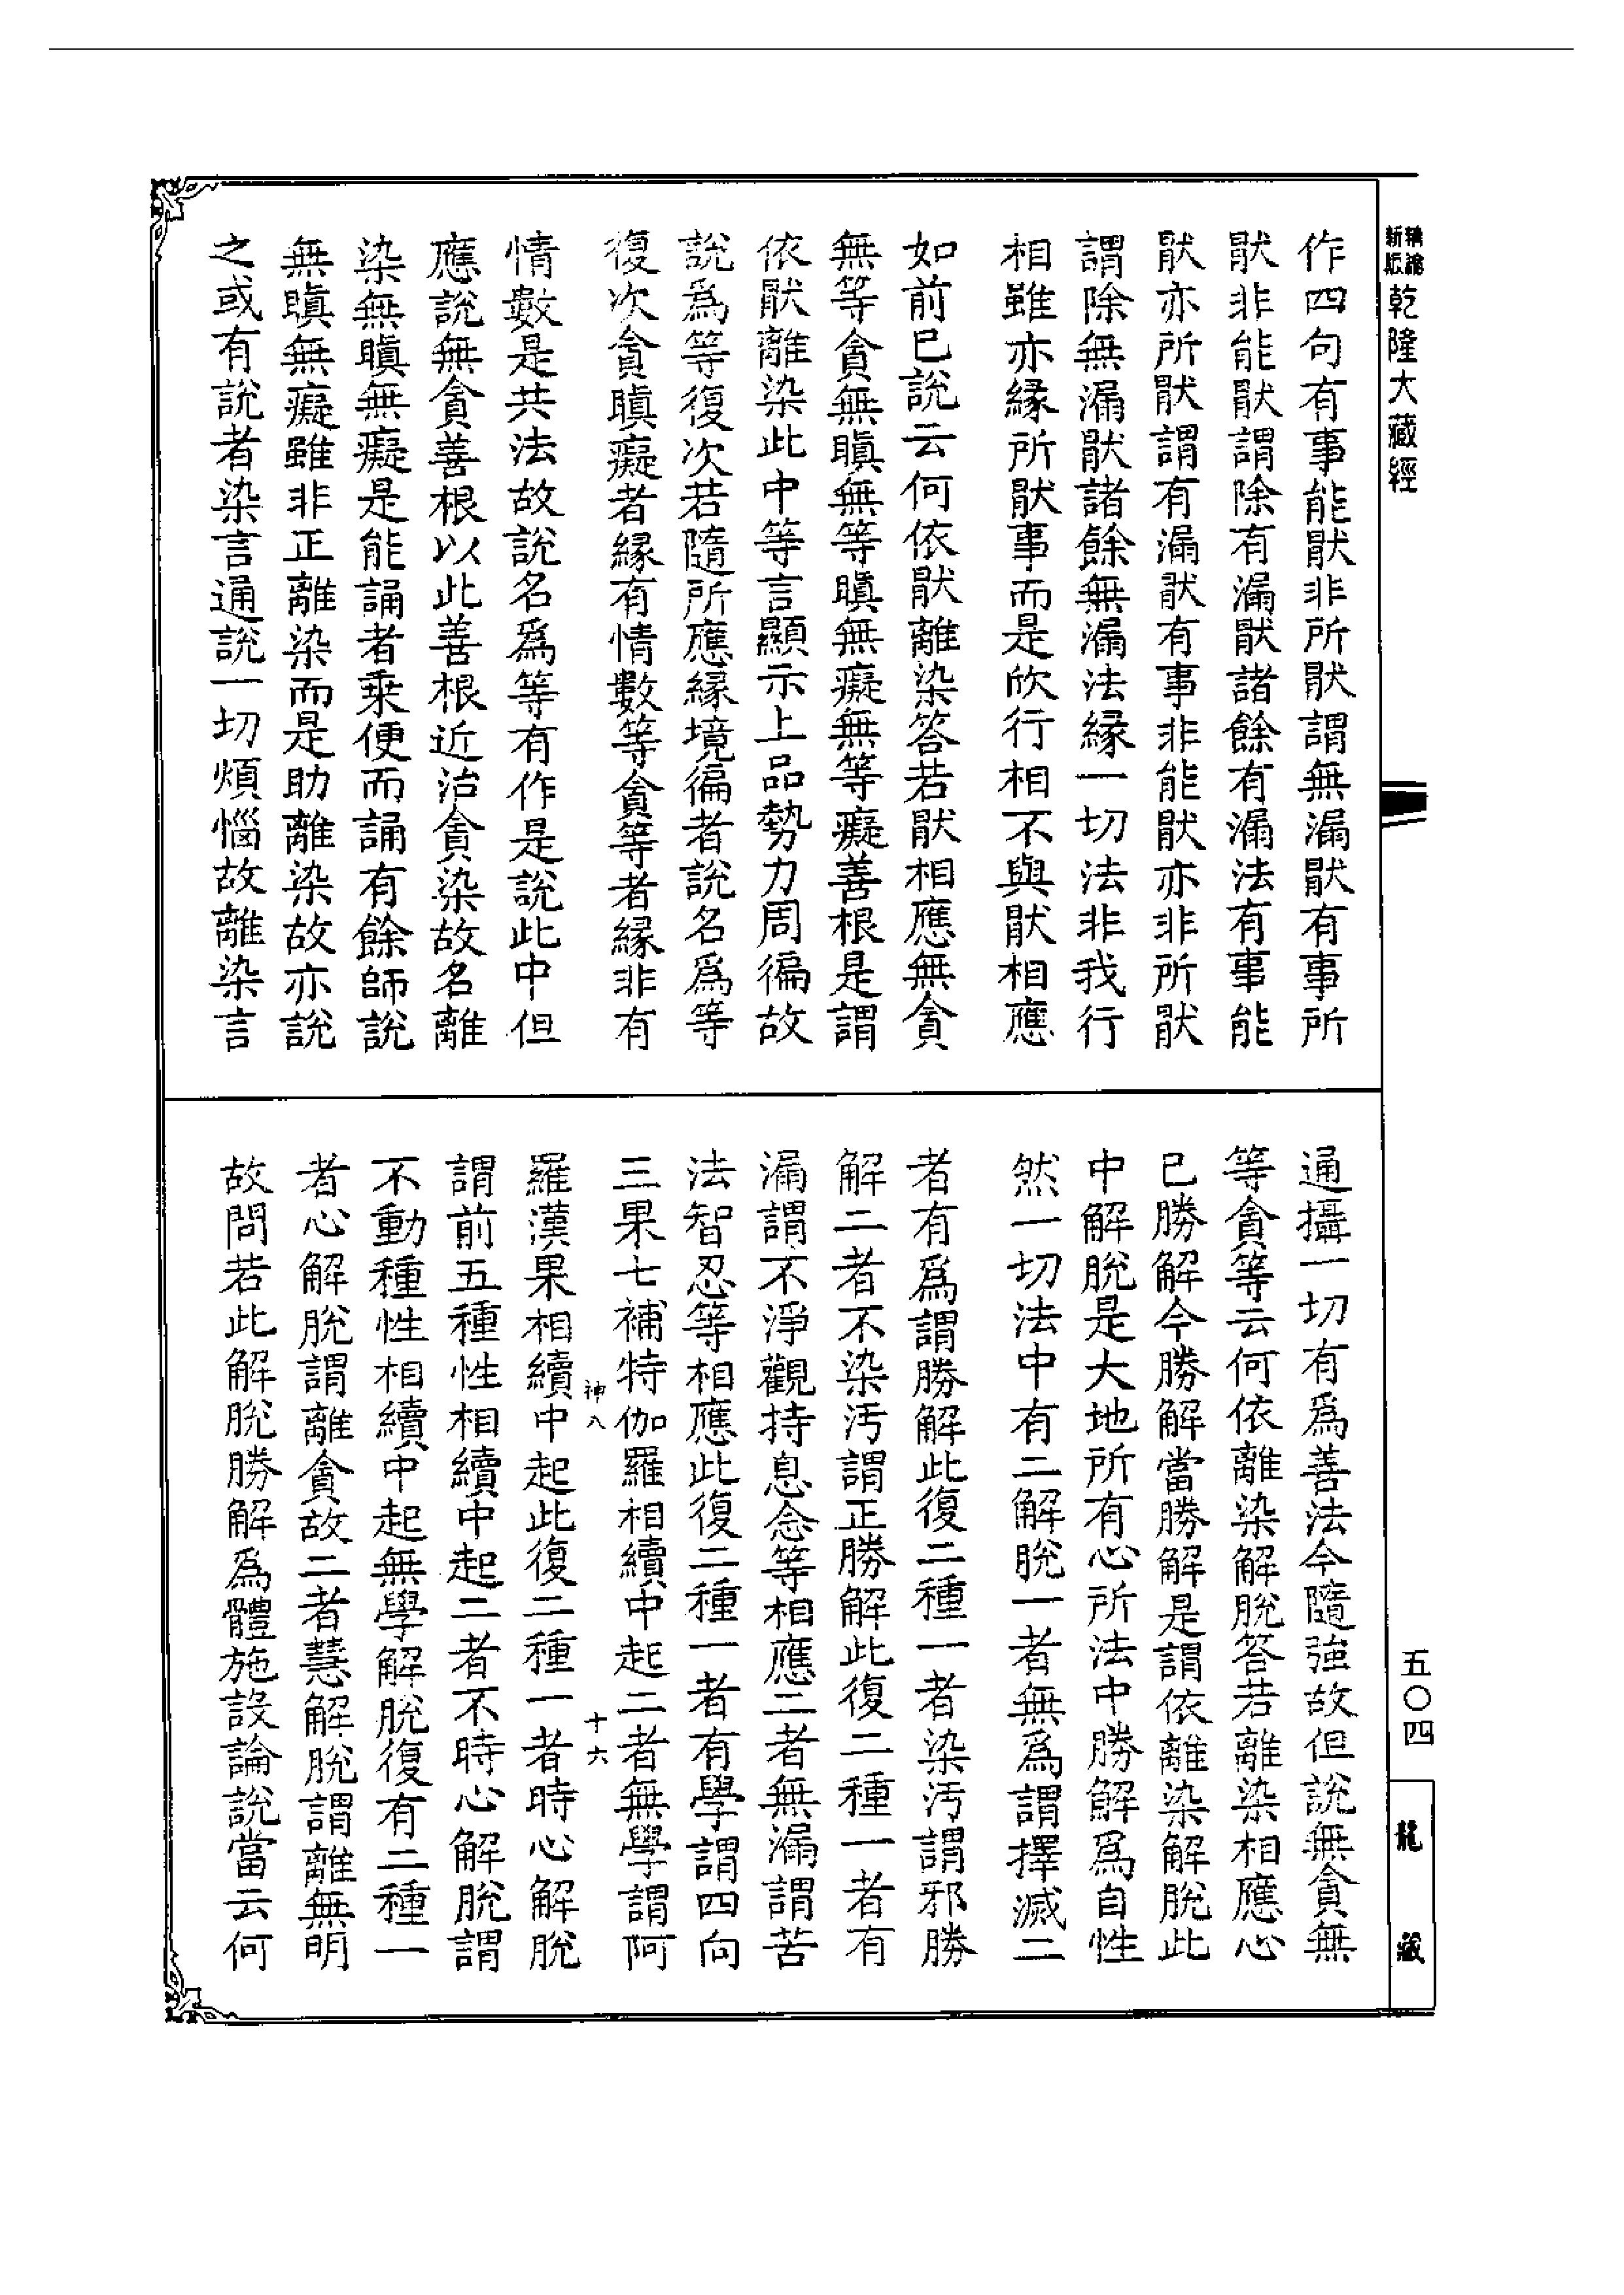 新版精縮
乾隆大藏經
作四句有事能猒非所猒謂無漏猒有事所
猒非能猒謂除有漏猒諸餘有漏法有事能
猒亦所猒謂有漏猒有事非能猒亦非所猒
謂除無漏猒諸餘無漏法緣一切法非我行
相雖亦緣所猒事而是欣行相不與猒相應
如前已說云何依猒離染答若猒相應無貪
無等貪無瞋無等瞋無癡無等癡善根是謂
依猒離染此中等言顯示上品勢力周徧故
說爲等復次若隨所應緣境徧者說名爲等
復次貪瞋癡者緣有情數等貪等者緣非有
情數是共法故說名爲等有作是說此中但
應說無貪善根以此善根近治貪染故名離
染無瞋無癡是能誦者乘便而誦有餘師說
無瞋無癡雖非正離染而是助離染故亦說
之或有說者染言通說一切煩惱故離染言
通攝一切有爲善法今隨強故但說無貪無
等貪等云何依離染解脫答若離染相應心
已勝解今勝解當勝解是謂依離染解脫此
中解脫是大地所有心所法中勝解爲自性
然一切法中有二解脫一者無爲謂擇滅二
者有爲謂勝解此復二種一者染汚謂邪勝
解二者不染汚謂正勝解此復二種一者有
漏謂不淨觀持息念等相應二者無漏謂苦
法智忍等相應此復二種一者有學謂四向
三果七補特伽羅相續中起二者無學謂阿
神八
十六
羅漢果相續中起此復二種一者時心解脫
謂前五種性相續中起二者不時心解脫謂
不動種性相續中起無學解脫復有二種一
者心解脫謂離貪故二者慧解脫謂離無明
故問若此解脫勝解爲體施設論說當云何
五〇四
龍藏